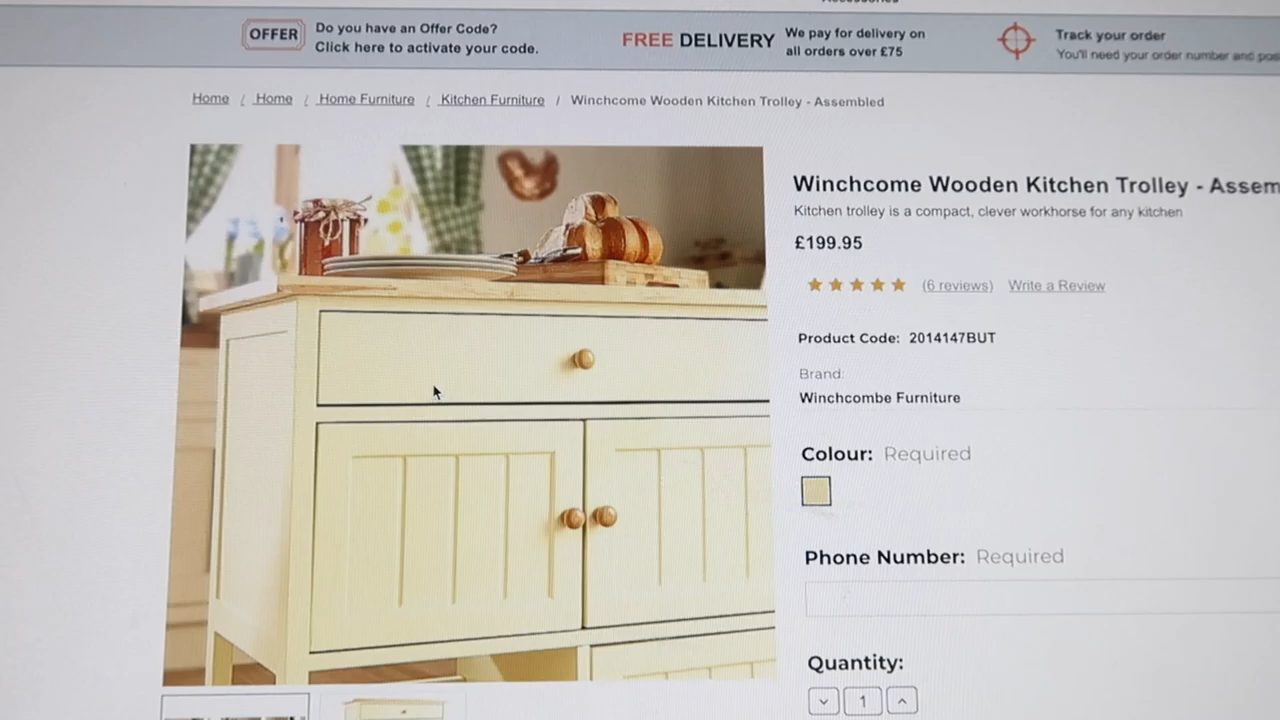 OFFER
Do you have an Offer Code?
Click here to activate your code.
FREE DELIVERY
We pay for delivery on
all orders over £75
Track your order
You'll need your order number and
Home / Home / Home Furniture / Kitchen Furniture / Winchcome Wooden Kitchen Trolley - Assembled
Winchcome Wooden Kitchen Trolley - Assem
Kitchen trolley is a compact, clever workhorse for any kitchen
£199.95
(6 reviews) Write a Review
Product Code: 2014147BUT
Brand:
Winchcombe Furniture
Colour: Required
Phone Number: Required
Quantity:
1